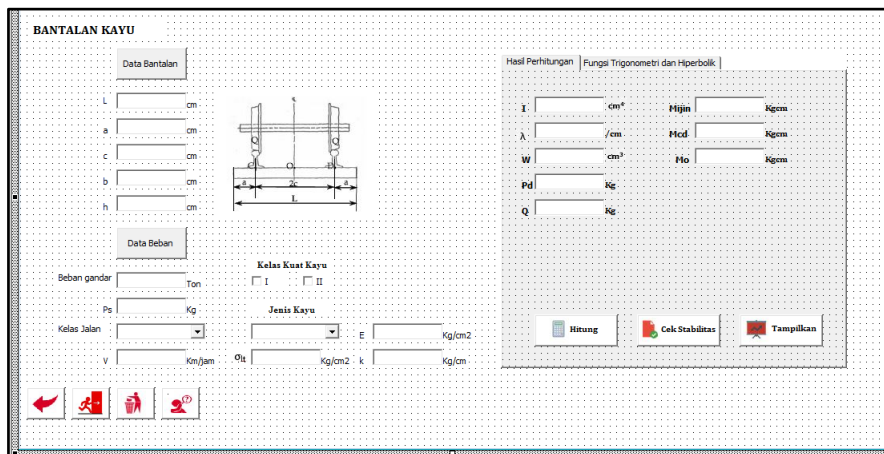 BANTALAN KAYU
Data Bantalan
L cm
a cm
c cm
b cm
h cm
Q Q
C O D
a 2c a
L
Data Beban
Beban gandar Ton
Ps Kg
Kelas Jalan
V Km/jam
Kelas Kuat Kayu
I II
Jenis Kayu
E Kg/cm2
σlt Kg/cm2 k Kg/cm
Hasil Perhitungan Fungsi Trigonometri dan Hiperbolik
I cm⁴ Mijin Kgcm
λ /cm Mcd Kgcm
W cm³ Mo Kgcm
Pd Kg
Q Kg
Hitung Cek Stabilitas Tampilkan